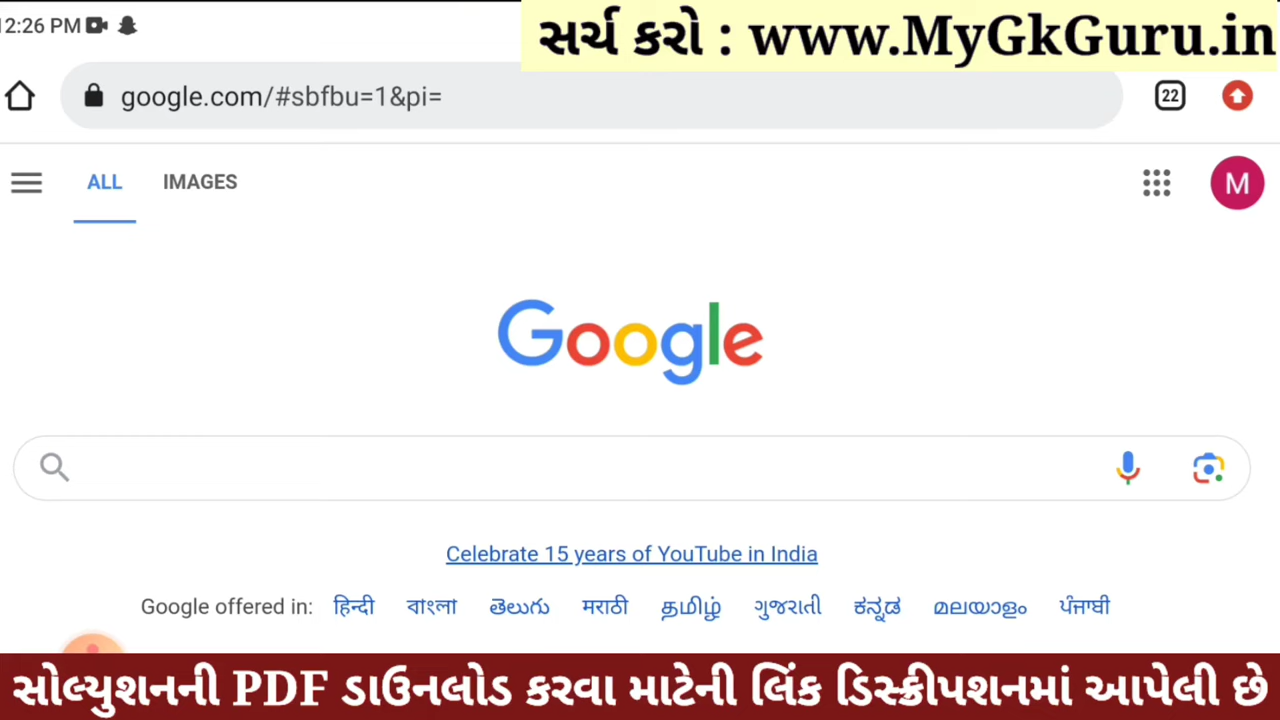 12:26 PM
સર્ચ કરો : www.MyGkGuru.in
google.com/#sbfbu=1&pi=
22
ALL IMAGES
M
Google
Celebrate 15 years of YouTube in India
Google offered in: हिन्दी বাংলা తెలుగు मराठी தமிழ் ગુજરાતી ಕನ್ನಡ മലയാളം ਪੰਜਾਬੀ
સોલ્યુશનની PDF ડાઉનલોડ કરવા માટેની લિંક ડિસ્ક્રીપશનમાં આપેલી છે